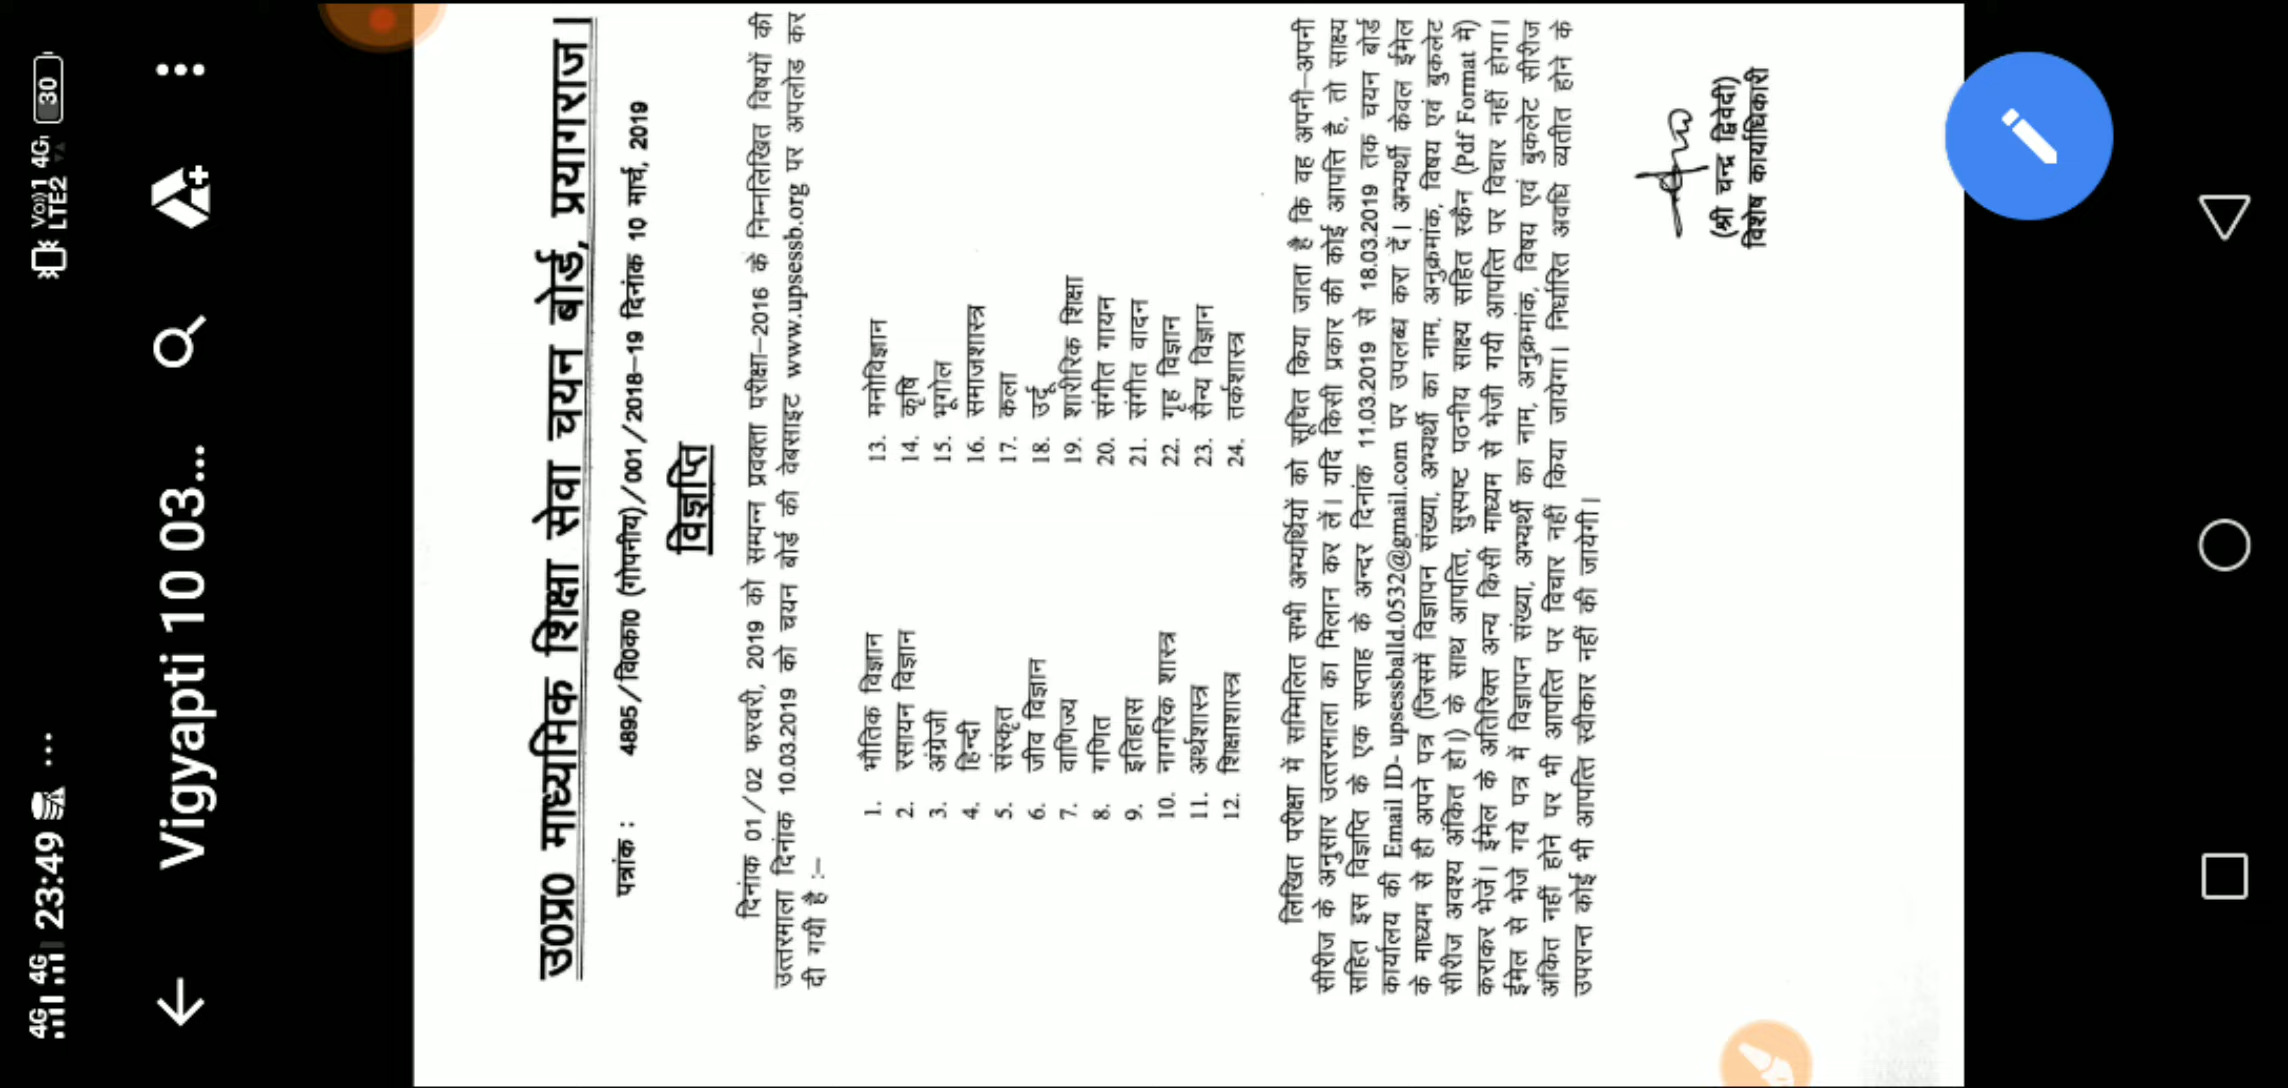 4G 4G 23:49 ... Vo))1 4G LTE2 30
Vigyapti 10 03...
उ0प्र0 माध्यमिक शिक्षा सेवा चयन बोर्ड, प्रयागराज।
पत्रांक : 4895/वि0का0 (गोपनीय)/001/2018–19 दिनांक 10 मार्च, 2019
विज्ञप्ति
दिनांक 01/02 फरवरी, 2019 को सम्पन्न प्रवक्ता परीक्षा–2016 के निम्नलिखित विषयों की
उत्तरमाला दिनांक 10.03.2019 को चयन बोर्ड की वेबसाइट www.upsessb.org पर अपलोड कर
दी गयी है :–
1. भौतिक विज्ञान
2. रसायन विज्ञान
3. अंग्रेजी
4. हिन्दी
5. संस्कृत
6. जीव विज्ञान
7. वाणिज्य
8. गणित
9. इतिहास
10. नागरिक शास्त्र
11. अर्थशास्त्र
12. शिक्षाशास्त्र
13. मनोविज्ञान
14. कृषि
15. भूगोल
16. समाजशास्त्र
17. कला
18. उर्दू
19. शारीरिक शिक्षा
20. संगीत गायन
21. संगीत वादन
22. गृह विज्ञान
23. सैन्य विज्ञान
24. तर्कशास्त्र
लिखित परीक्षा में सम्मिलित सभी अभ्यर्थियों को सूचित किया जाता है कि वह अपनी–अपनी
सीरीज के अनुसार उत्तरमाला का मिलान कर लें। यदि किसी प्रकार की कोई आपत्ति है, तो साक्ष्य
सहित इस विज्ञप्ति के एक सप्ताह के अन्दर दिनांक 11.03.2019 से 18.03.2019 तक चयन बोर्ड
कार्यालय की Email ID- upsessballd.0532@gmail.com पर उपलब्ध करा दें। अभ्यर्थी केवल ईमेल
के माध्यम से ही अपने पत्र (जिसमें विज्ञापन संख्या, अभ्यर्थी का नाम, अनुक्रमांक, विषय एवं बुकलेट
सीरीज अवश्य अंकित हो।) के साथ आपत्ति, सुस्पष्ट पठनीय साक्ष्य सहित स्कैन (Pdf Format में)
कराकर भेजें। ईमेल के अतिरिक्त अन्य किसी माध्यम से भेजी गयी आपत्ति पर विचार नहीं होगा।
ईमेल से भेजे गये पत्र में विज्ञापन संख्या, अभ्यर्थी का नाम, अनुक्रमांक, विषय एवं बुकलेट सीरीज
अंकित नहीं होने पर भी आपत्ति पर विचार नहीं किया जायेगा। निर्धारित अवधि व्यतीत होने के
उपरान्त कोई भी आपत्ति स्वीकार नहीं की जायेगी।
(श्री चन्द्र द्विवेदी)
विशेष कार्याधिकारी